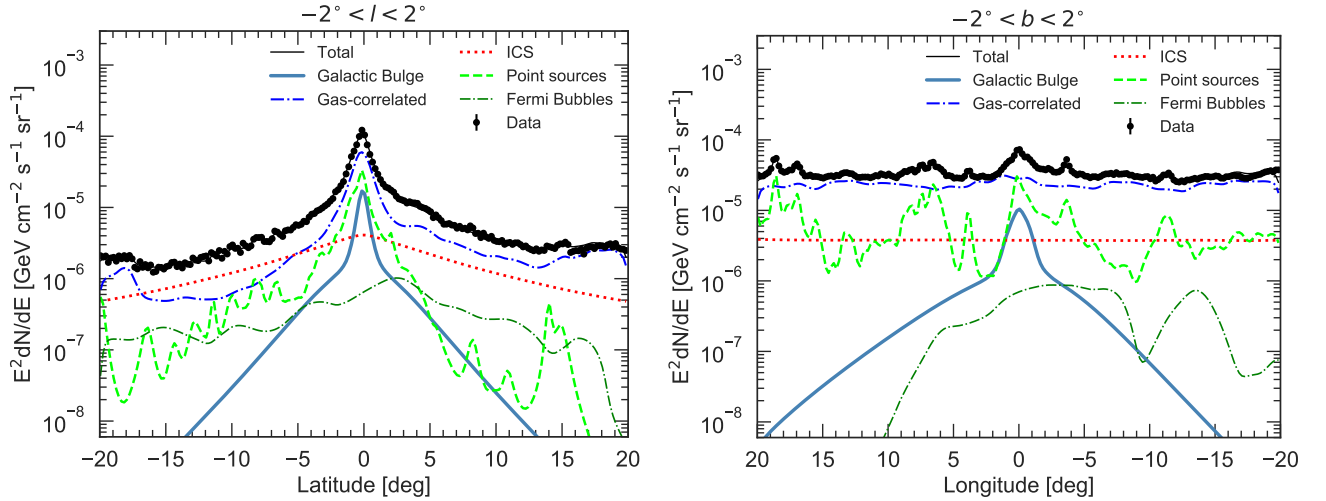 −2° < l < 2°
E²dN/dE [GeV cm⁻² s⁻¹ sr⁻¹]
10⁻³
10⁻⁴
10⁻⁵
10⁻⁶
10⁻⁷
10⁻⁸
Total
Galactic Bulge
Gas-correlated
ICS
Point sources
Fermi Bubbles
Data
−20 −15 −10 −5 0 5 10 15 20
Latitude [deg]
−2° < b < 2°
E²dN/dE [GeV cm⁻² s⁻¹ sr⁻¹]
10⁻³
10⁻⁴
10⁻⁵
10⁻⁶
10⁻⁷
10⁻⁸
Total
Galactic Bulge
Gas-correlated
ICS
Point sources
Fermi Bubbles
Data
20 15 10 5 0 −5 −10 −15 −20
Longitude [deg]